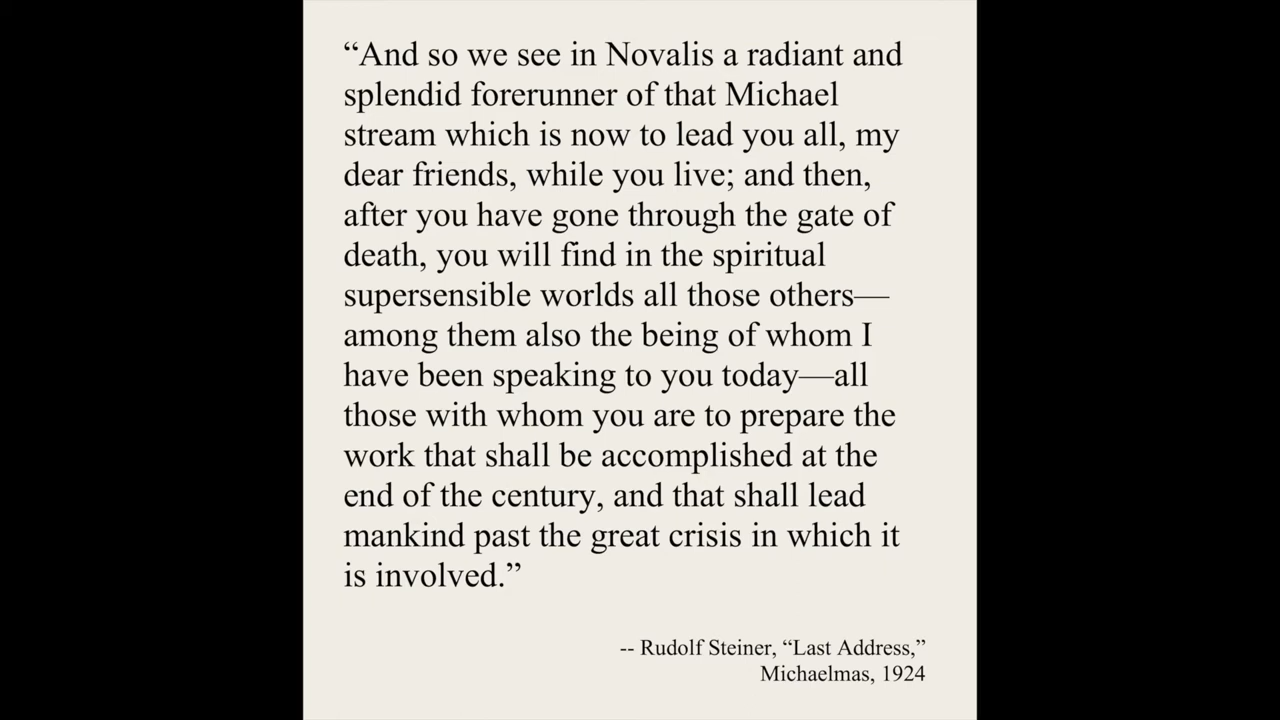 “And so we see in Novalis a radiant and
splendid forerunner of that Michael
stream which is now to lead you all, my
dear friends, while you live; and then,
after you have gone through the gate of
death, you will find in the spiritual
supersensible worlds all those others—
among them also the being of whom I
have been speaking to you today—all
those with whom you are to prepare the
work that shall be accomplished at the
end of the century, and that shall lead
mankind past the great crisis in which it
is involved.”
-- Rudolf Steiner, “Last Address,”
Michaelmas, 1924